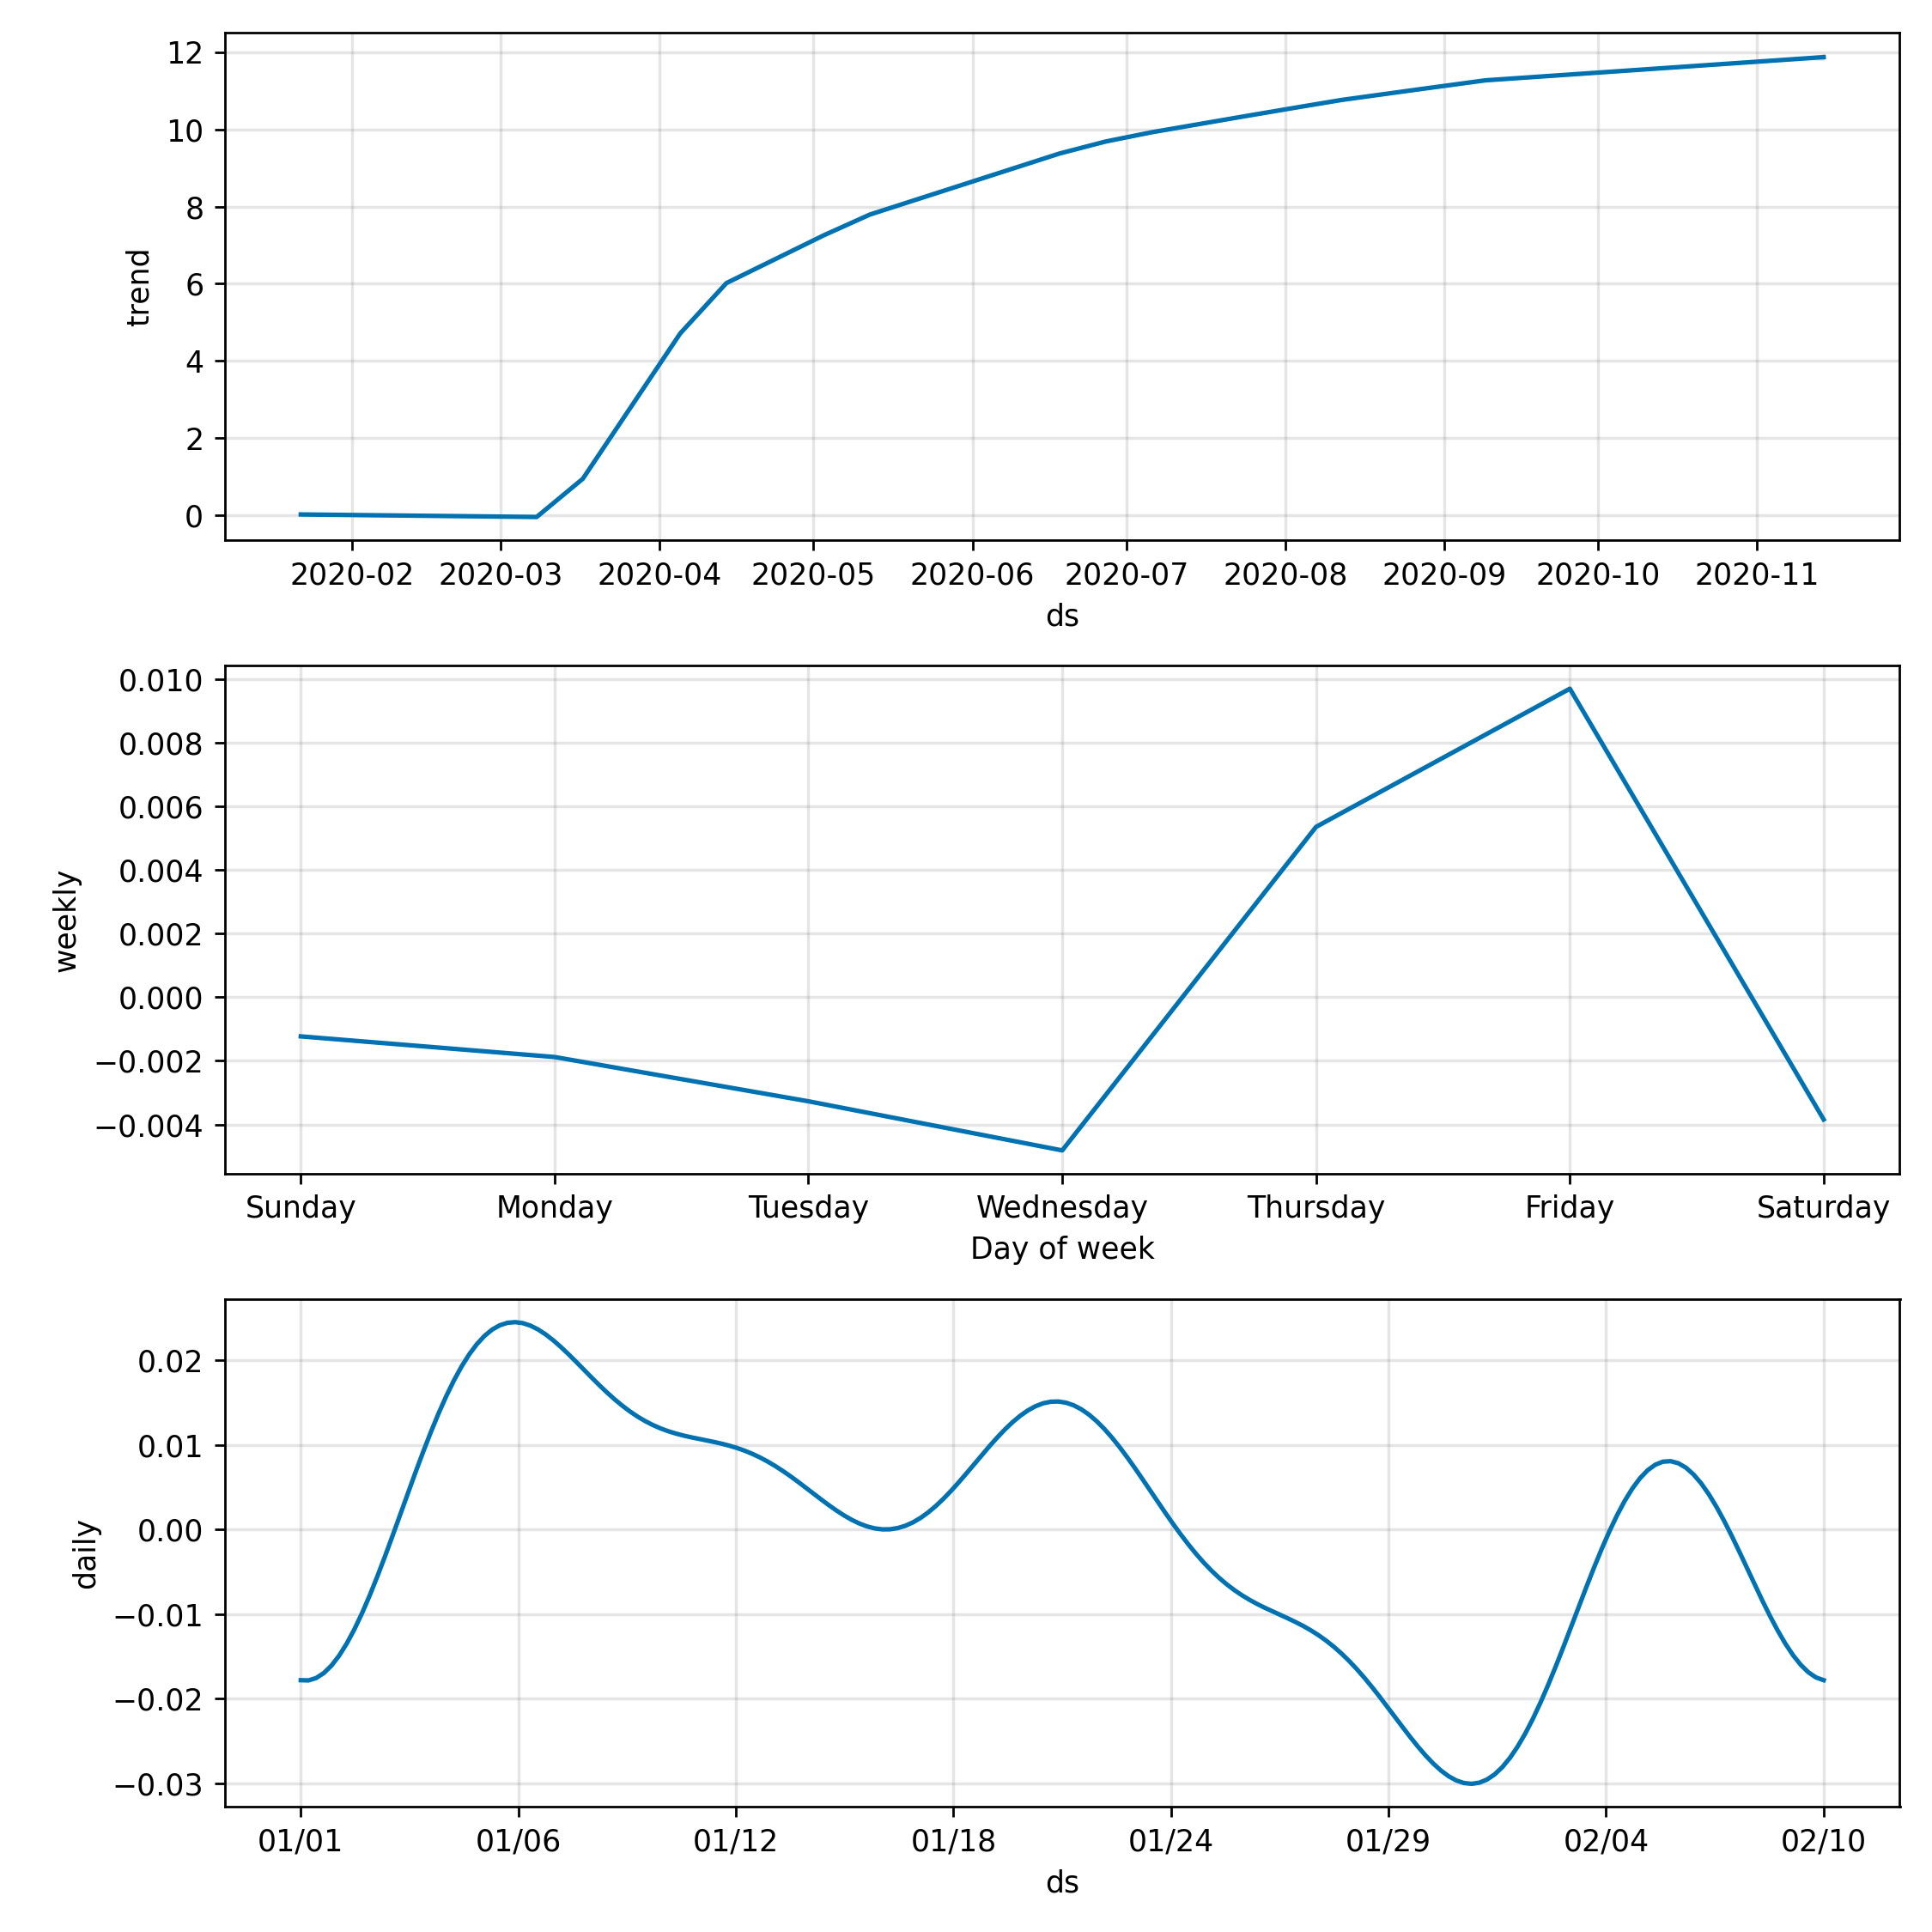 12
10
8
6
4
2
0
trend
2020-02 2020-03 2020-04 2020-05 2020-06 2020-07 2020-08 2020-09 2020-10 2020-11
ds
0.010
0.008
0.006
0.004
0.002
0.000
−0.002
−0.004
weekly
Sunday Monday Tuesday Wednesday Thursday Friday Saturday
Day of week
0.02
0.01
0.00
−0.01
−0.02
−0.03
daily
01/01 01/06 01/12 01/18 01/24 01/29 02/04 02/10
ds